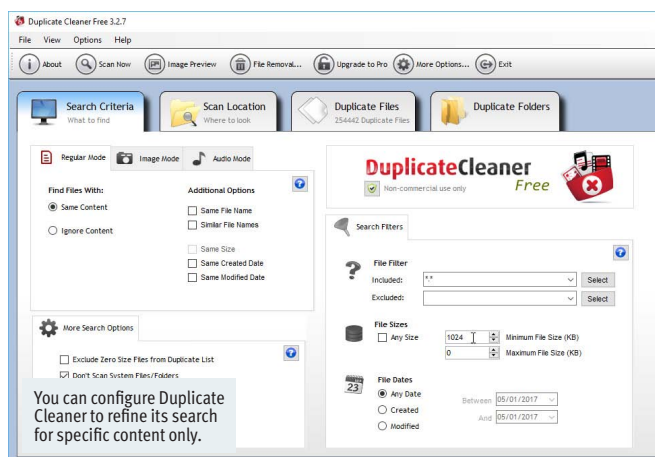 Duplicate Cleaner Free 3.2.7
File View Options Help
About Scan Now Image Preview File Removal... Upgrade to Pro More Options... Exit
Search Criteria
What to find
Scan Location
Where to look
Duplicate Files
254442 Duplicate Files
Duplicate Folders
Regular Mode Image Mode Audio Mode
Find Files With:
Same Content
Ignore Content
Additional Options
Same File Name
Similar File Names
Same Size
Same Created Date
Same Modified Date
More Search Options
Exclude Zero Size Files from Duplicate List
Don't Scan System Files/Folders
You can configure Duplicate
Cleaner to refine its search
for specific content only.
DuplicateCleaner
Non-commercial use only Free
Search Filters
File Filter
Included: *.* Select
Excluded: Select
File Sizes
Any Size 1024 Minimum File Size (KB)
0 Maximum File Size (KB)
23
File Dates
Any Date
Created
Modified
Between 05/01/2017
And 05/01/2017